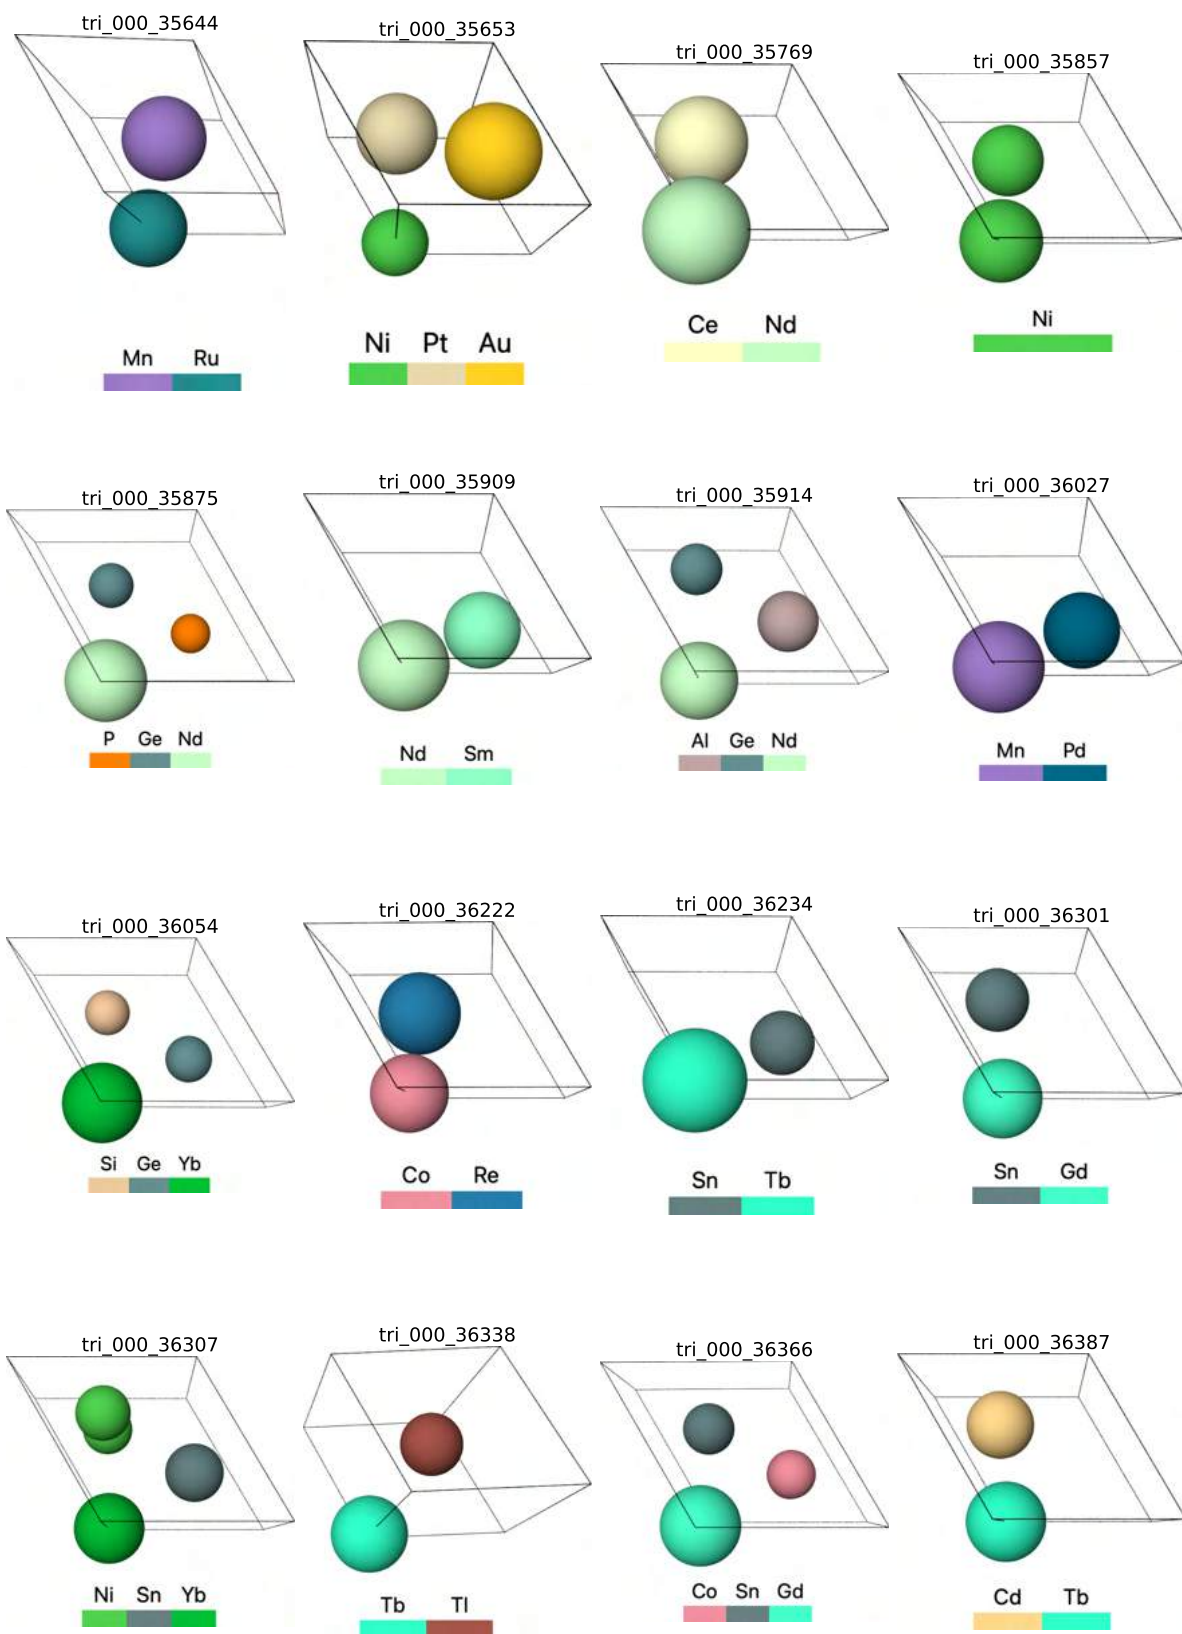 tri_000_35644
tri_000_35653
tri_000_35769
tri_000_35857
Mn Ru
Ni Pt Au
Ce Nd
Ni
tri_000_35875
tri_000_35909
tri_000_35914
tri_000_36027
P Ge Nd
Nd Sm
Al Ge Nd
Mn Pd
tri_000_36054
tri_000_36222
tri_000_36234
tri_000_36301
Si Ge Yb
Co Re
Sn Tb
Sn Gd
tri_000_36307
tri_000_36338
tri_000_36366
tri_000_36387
Ni Sn Yb
Tb Tl
Co Sn Gd
Cd Tb